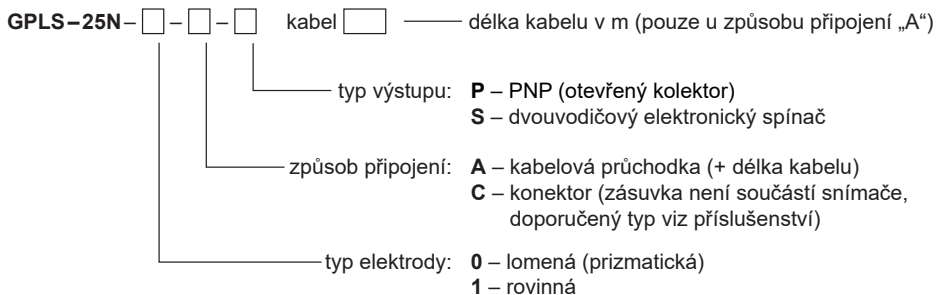 GPLS–25N– – – kabel délka kabelu v m (pouze u způsobu připojení „A“)
typ výstupu: P – PNP (otevřený kolektor)
S – dvouvodičový elektronický spínač
způsob připojení: A – kabelová průchodka (+ délka kabelu)
C – konektor (zásuvka není součástí snímače,
doporučený typ viz příslušenství)
typ elektrody: 0 – lomená (prizmatická)
1 – rovinná